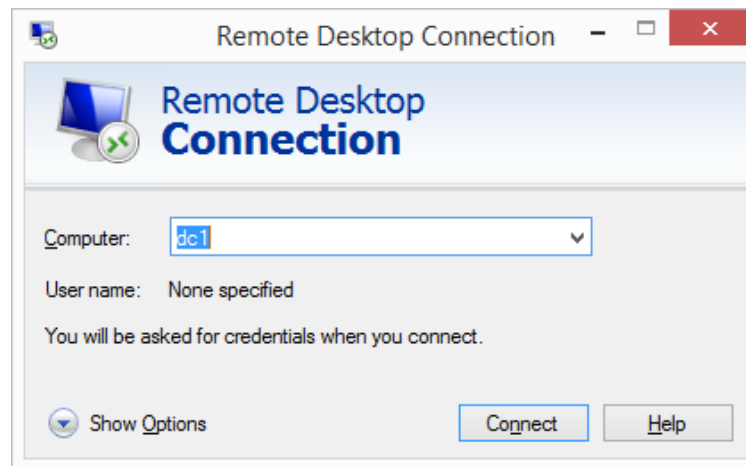 Remote Desktop Connection
Remote Desktop
Connection
Computer: dc1
User name: None specified
You will be asked for credentials when you connect.
Show Options Connect Help